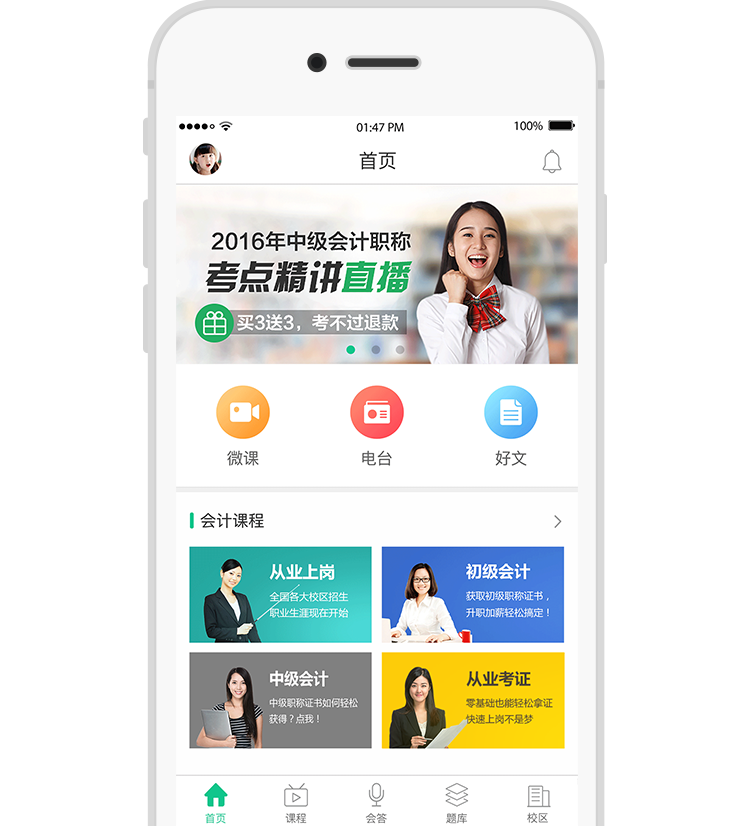 01:47 PM
100%
首页
2016年中级会计职称
考点精讲直播
买3送3，考不过退款
微课
电台
好文
会计课程
从业上岗
全国各大校区招生
职业生涯现在开始
初级会计
获取初级职称证书，
升职加薪轻松搞定！
中级会计
中级职称证书如何轻松
获得？点我！
从业考证
零基础也能轻松拿证
快速上岗不是梦
首页
课程
会答
题库
校区